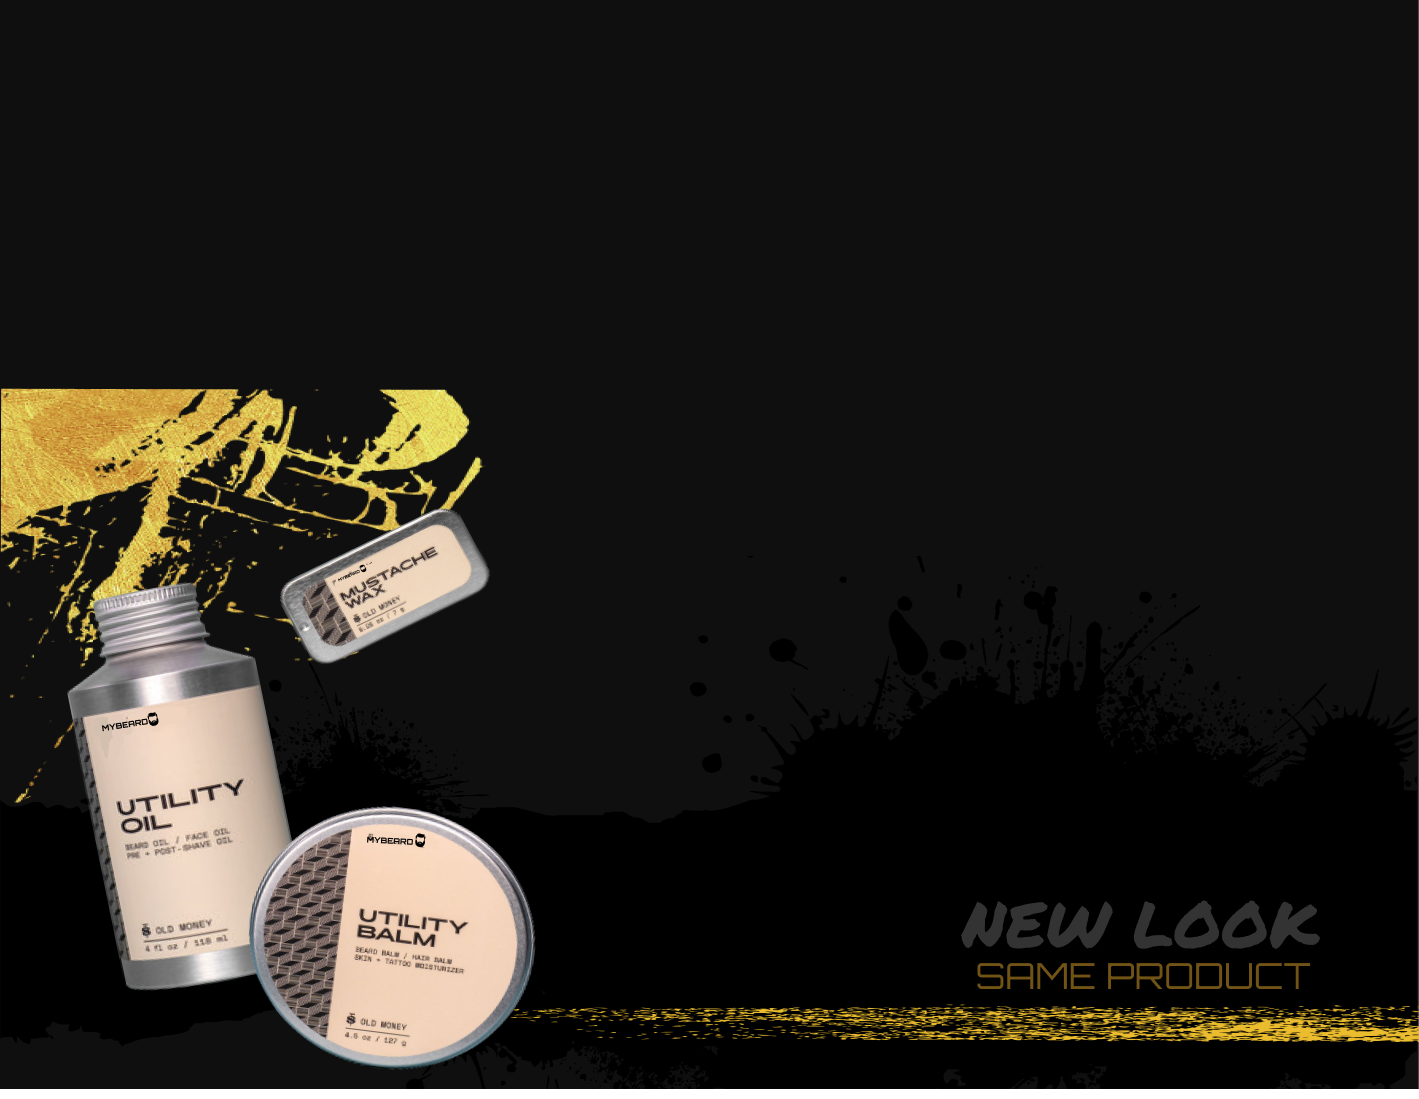 MYBEARD
MUSTACHE
WAX
OLD MONEY
MYBEARD
UTILITY
OIL
BEARD OIL / FACE OIL
PRE + POST-SHAVE OIL
OLD MONEY
4 fl oz / 118 ml
MYBEARD
UTILITY
BALM
BEARD BALM / HAIR BALM
SKIN + TATTOO MOISTURIZER
OLD MONEY
4.5 oz / 127 g
NEW LOOK
SAME PRODUCT